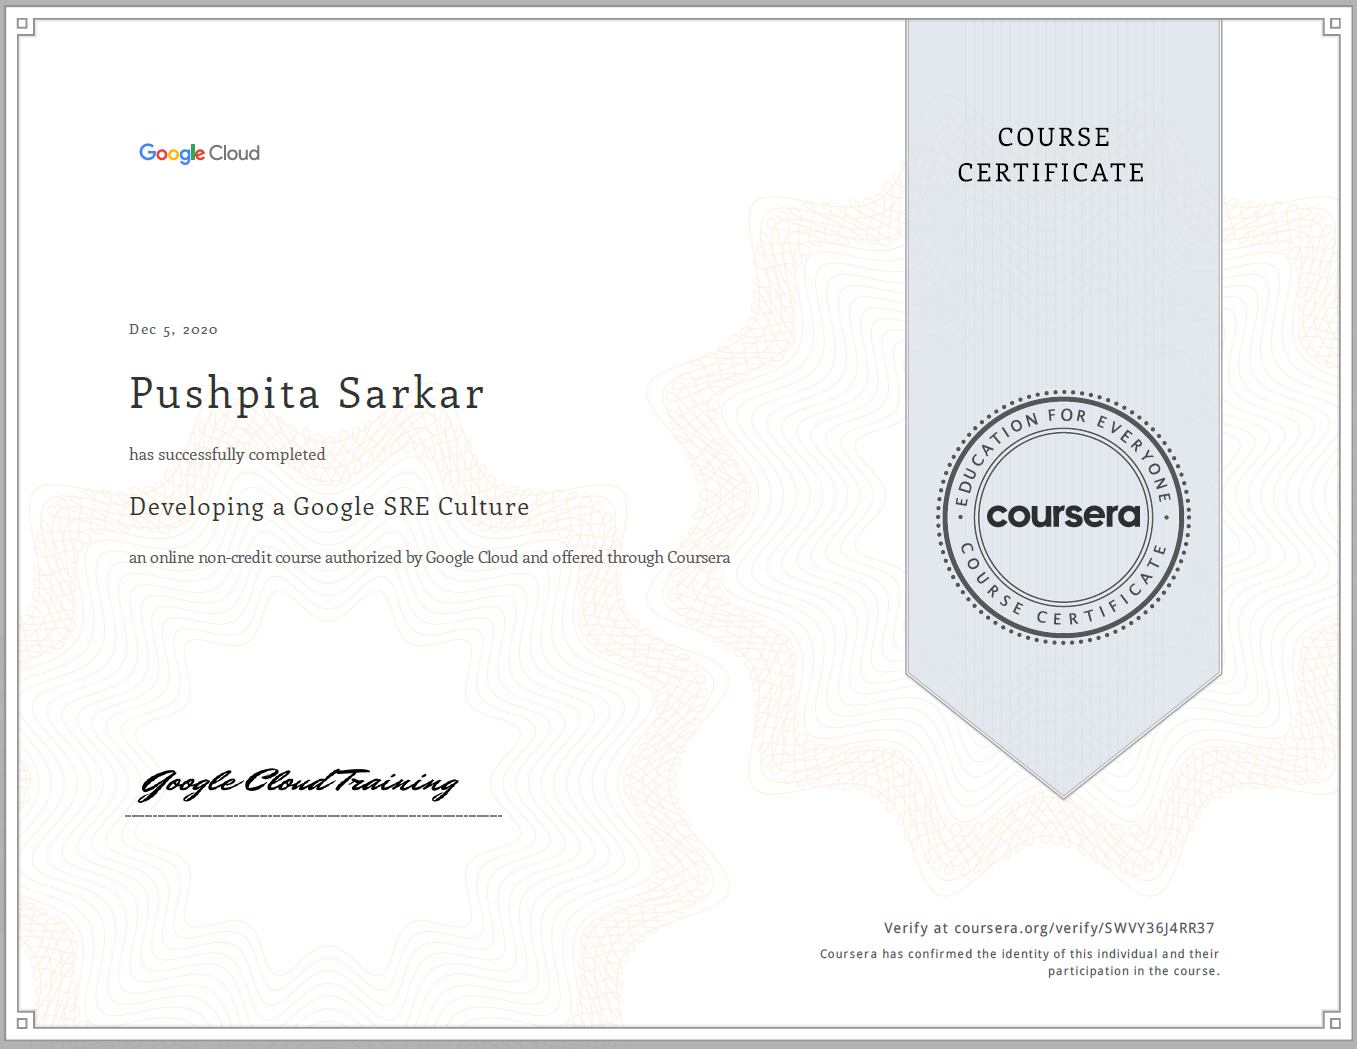 Google Cloud
COURSE
CERTIFICATE
Dec 5, 2020
Pushpita Sarkar
has successfully completed
Developing a Google SRE Culture
an online non-credit course authorized by Google Cloud and offered through Coursera
EDUCATION FOR EVERYONE
coursera
COURSE CERTIFICATE
Google Cloud Training
Verify at coursera.org/verify/SWVY36J4RR37
Coursera has confirmed the identity of this individual and their
participation in the course.